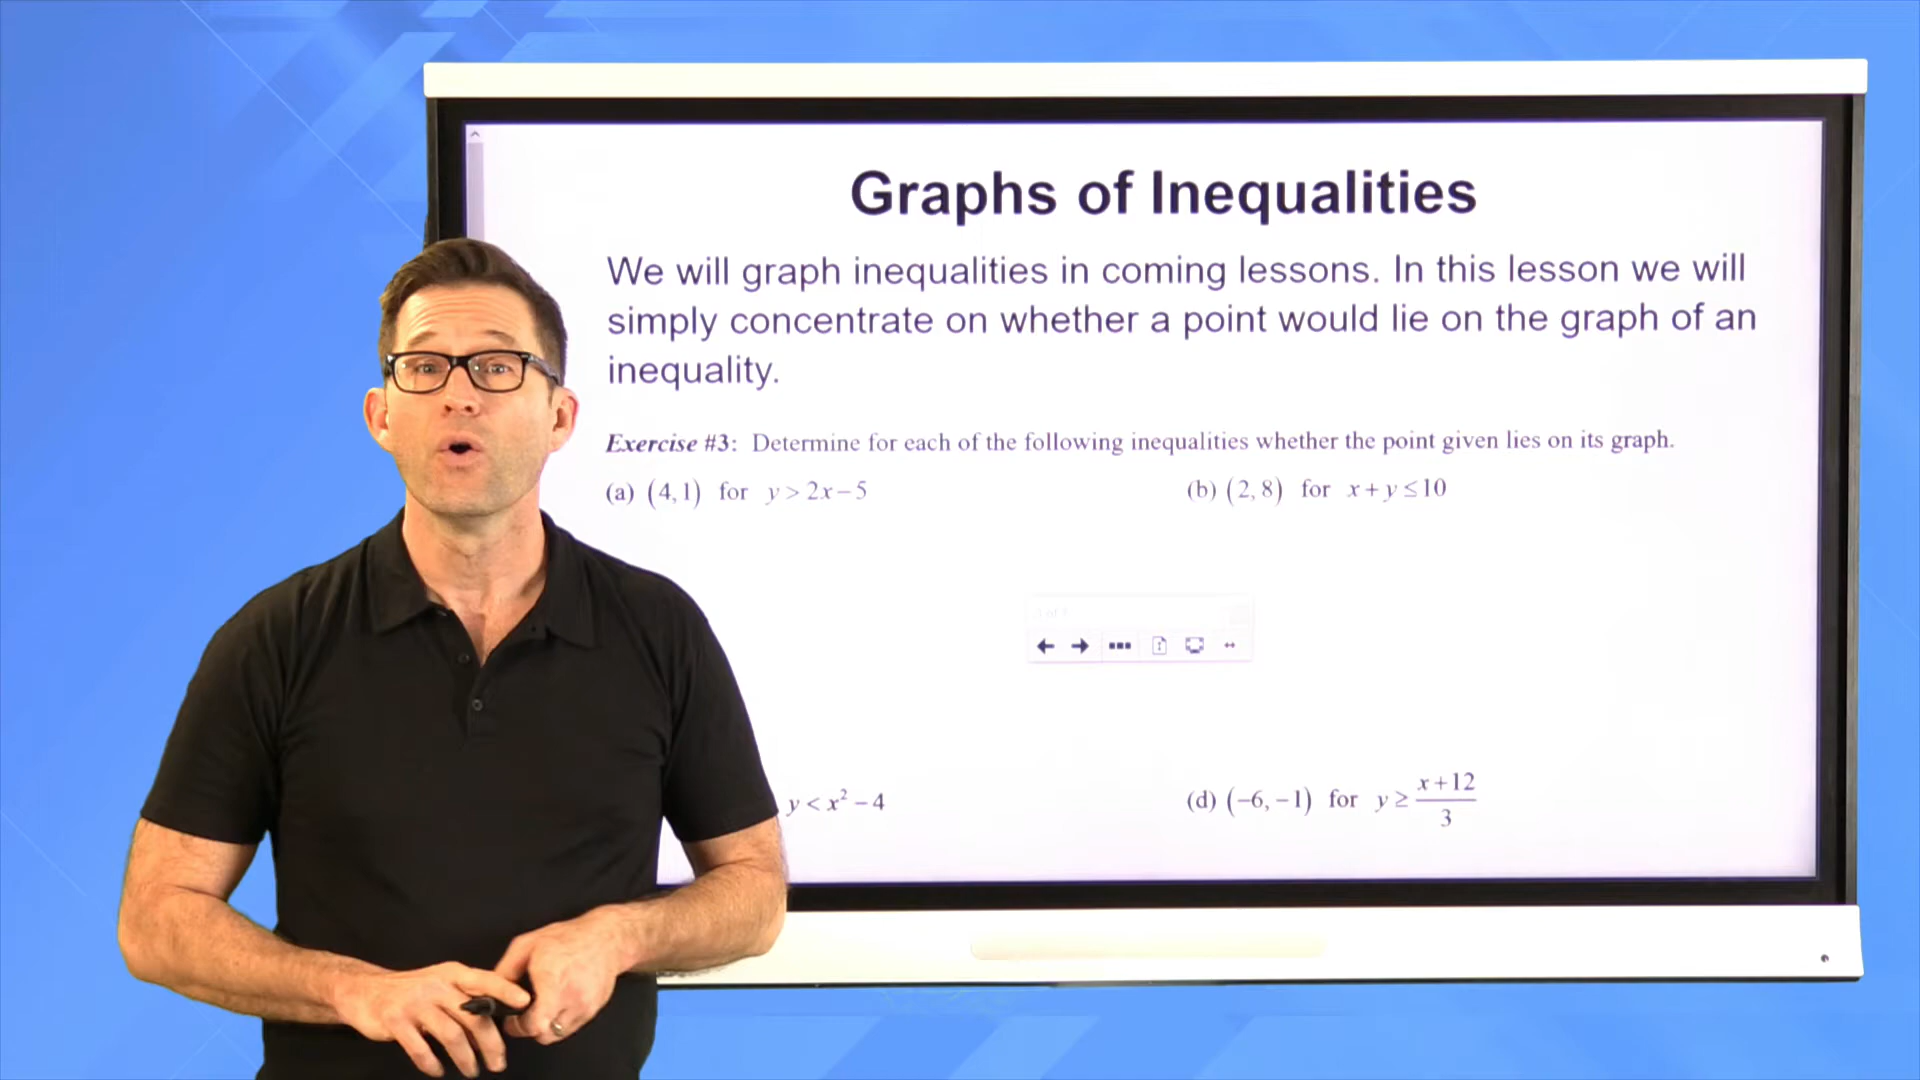 Graphs of Inequalities
We will graph inequalities in coming lessons. In this lesson we will
simply concentrate on whether a point would lie on the graph of an
inequality.
Exercise #3: Determine for each of the following inequalities whether the point given lies on its graph.
(a) (4,1) for y > 2x − 5
(b) (2,8) for x + y ≤ 10
y < x² − 4
(d) (−6,−1) for y ≥ (x+12)/3